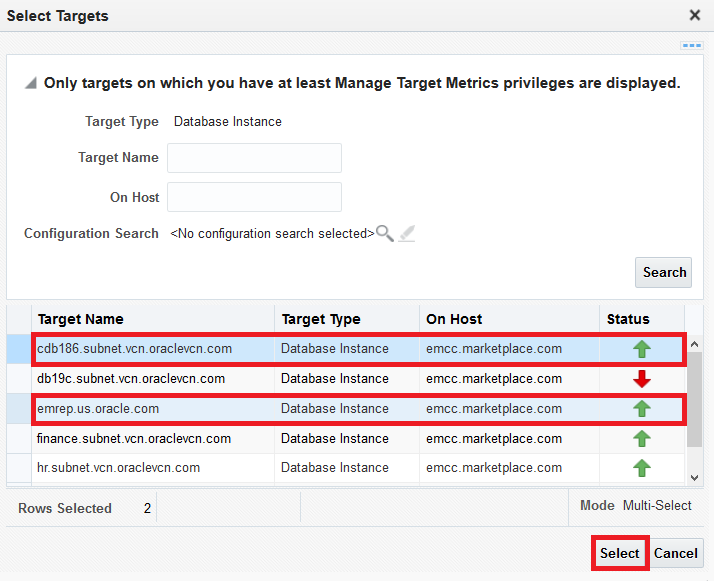 Select Targets
Only targets on which you have at least Manage Target Metrics privileges are displayed.
Target Type Database Instance
Target Name
On Host
Configuration Search <No configuration search selected>
Search
Target Name Target Type On Host Status
cdb186.subnet.vcn.oraclevcn.com Database Instance emcc.marketplace.com
db19c.subnet.vcn.oraclevcn.com Database Instance emcc.marketplace.com
emrep.us.oracle.com Database Instance emcc.marketplace.com
finance.subnet.vcn.oraclevcn.com Database Instance emcc.marketplace.com
hr.subnet.vcn.oraclevcn.com Database Instance emcc.marketplace.com
Rows Selected 2 Mode Multi-Select
Select Cancel